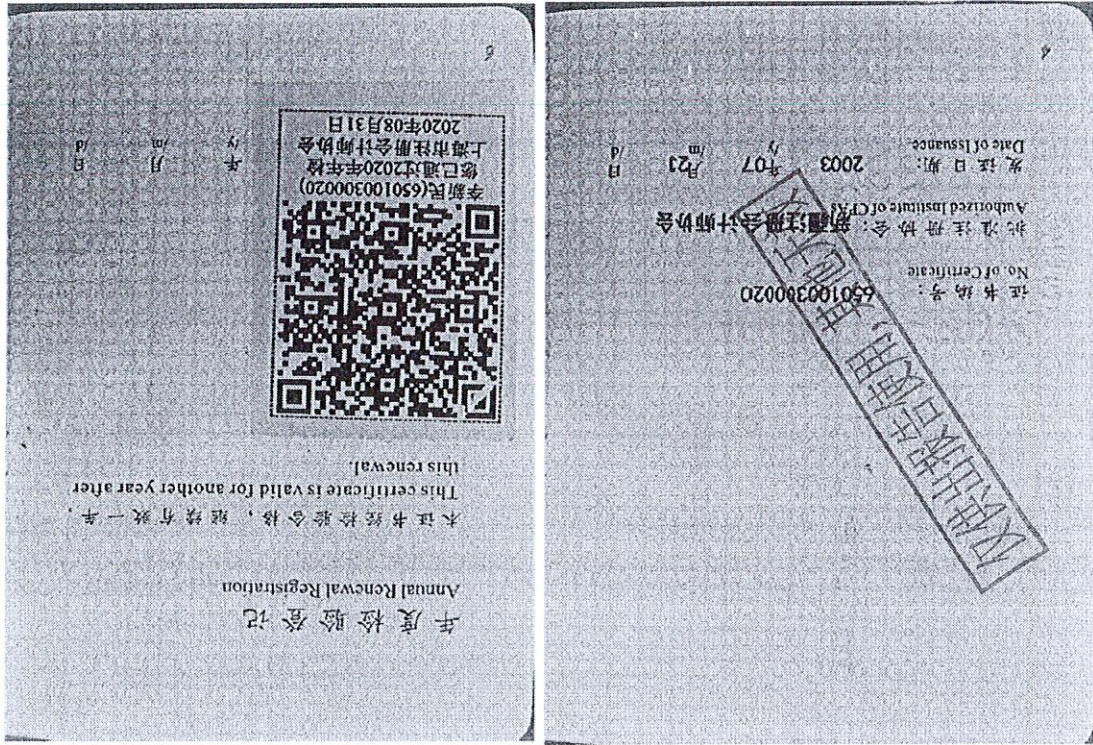 证书编号： 650100300020
No. of Certificate
批准注册协会： 新疆注册会计师协会
Authorized Institute of CPAs
发证日期： 2003 年 07 月 23 日
Date of Issuance /y /m /d
4
年度检验登记
Annual Renewal Registration
本证书经检验合格，继续有效一年。
This certificate is valid for another year after
this renewal.
李新民(650100300020)
您已通过2020年年检
上海市注册会计师协会
2020年08月31日
年 月 日
/y /m /d